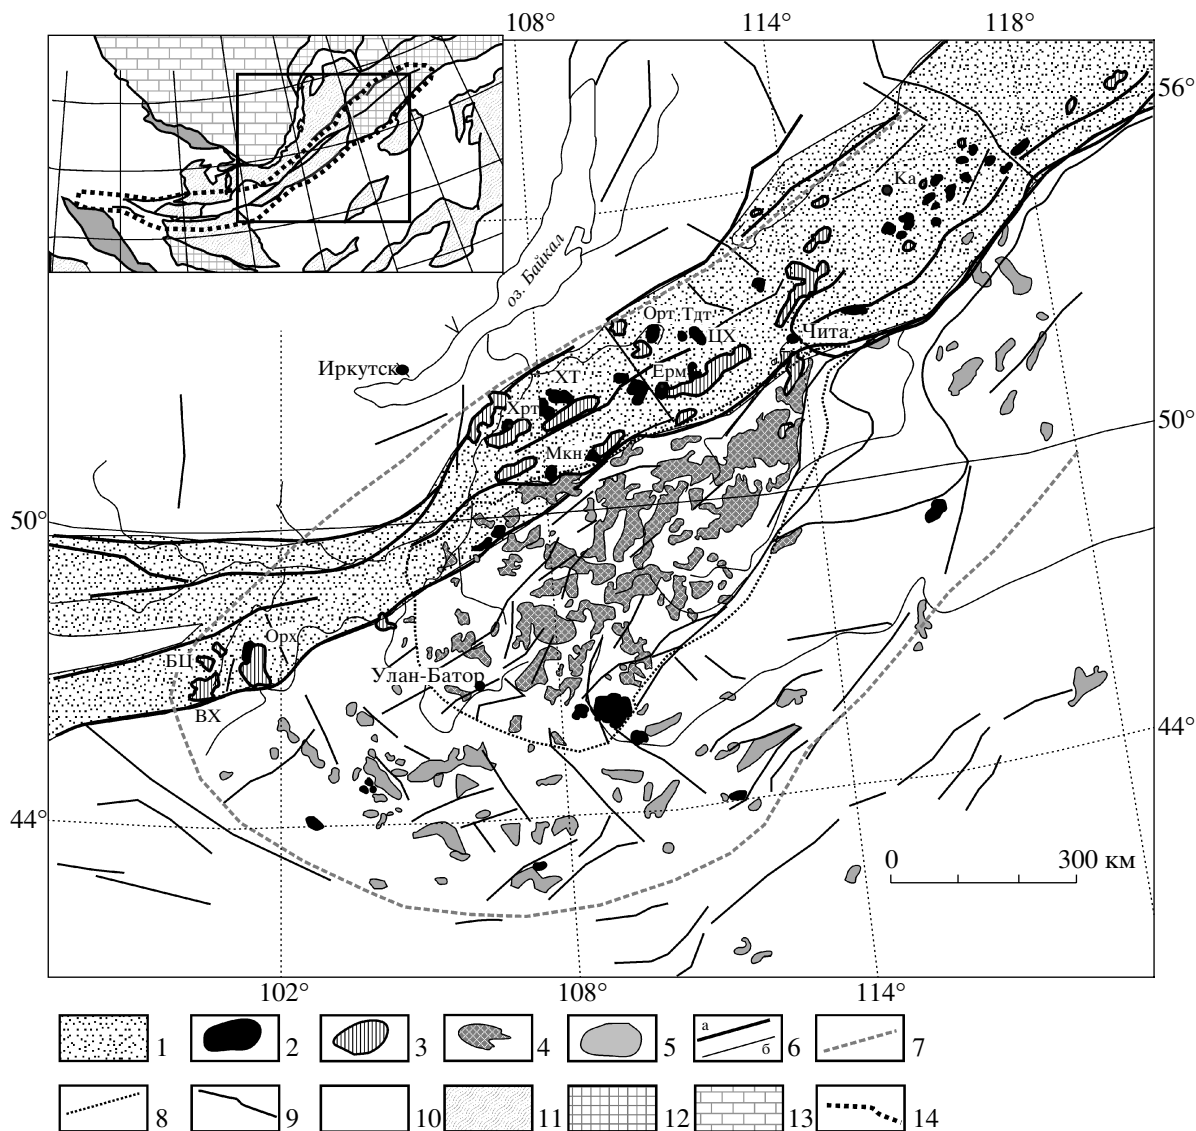 108° 114° 118°
56°
Ка
оз. Байкал
Орт Тдт
ЦХ
Чита
Иркутск
ХТ
Ерм
Хрт
50°
Мкн
50°
Орх
БЦ
Улан-Батор
ВХ
44°
44°
0 300 км
102° 108° 114°
1 2 3 4 5 а б 6 7
8 9 10 11 12 13 14